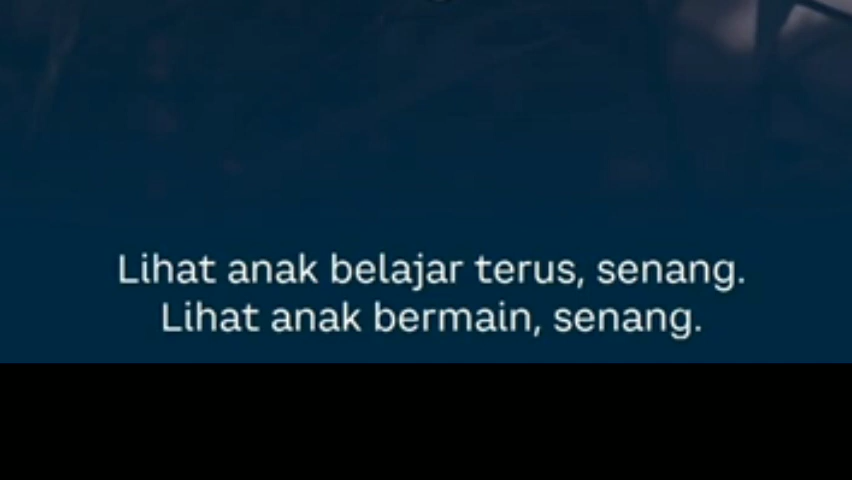 Lihat anak belajar terus, senang.
Lihat anak bermain, senang.